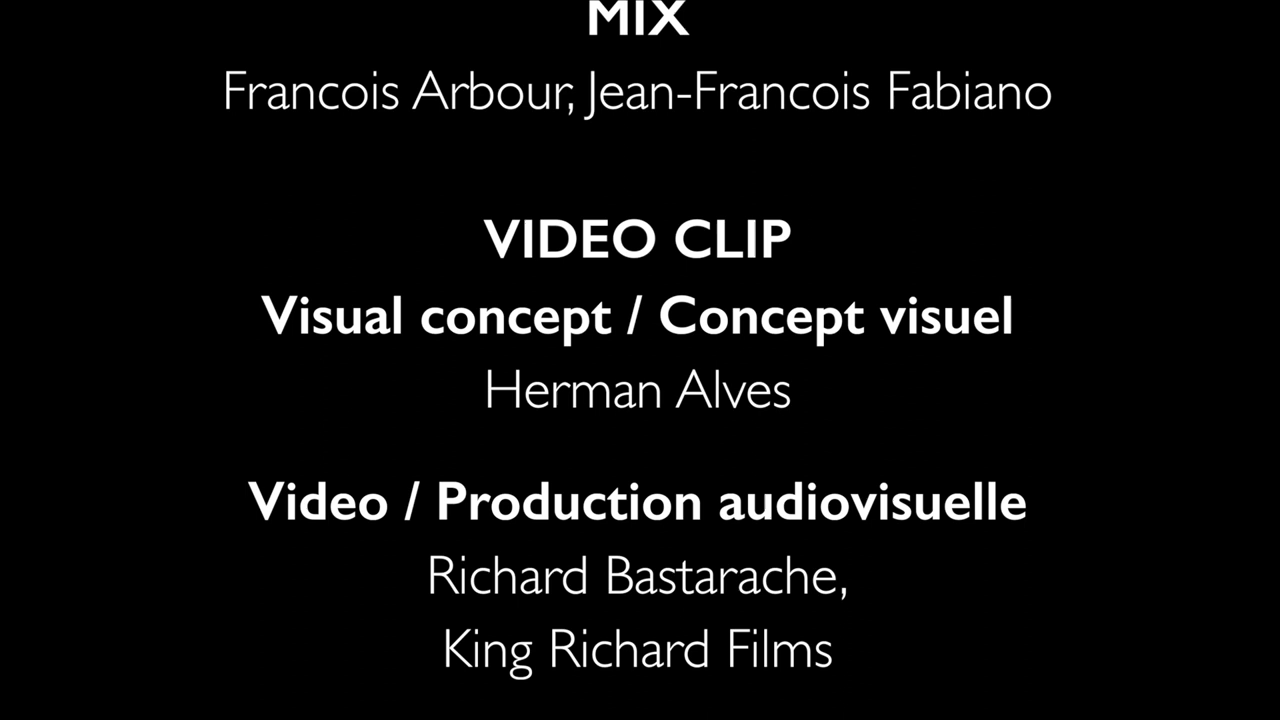 MIX
Francois Arbour, Jean-Francois Fabiano
VIDEO CLIP
Visual concept / Concept visuel
Herman Alves
Video / Production audiovisuelle
Richard Bastarache,
King Richard Films